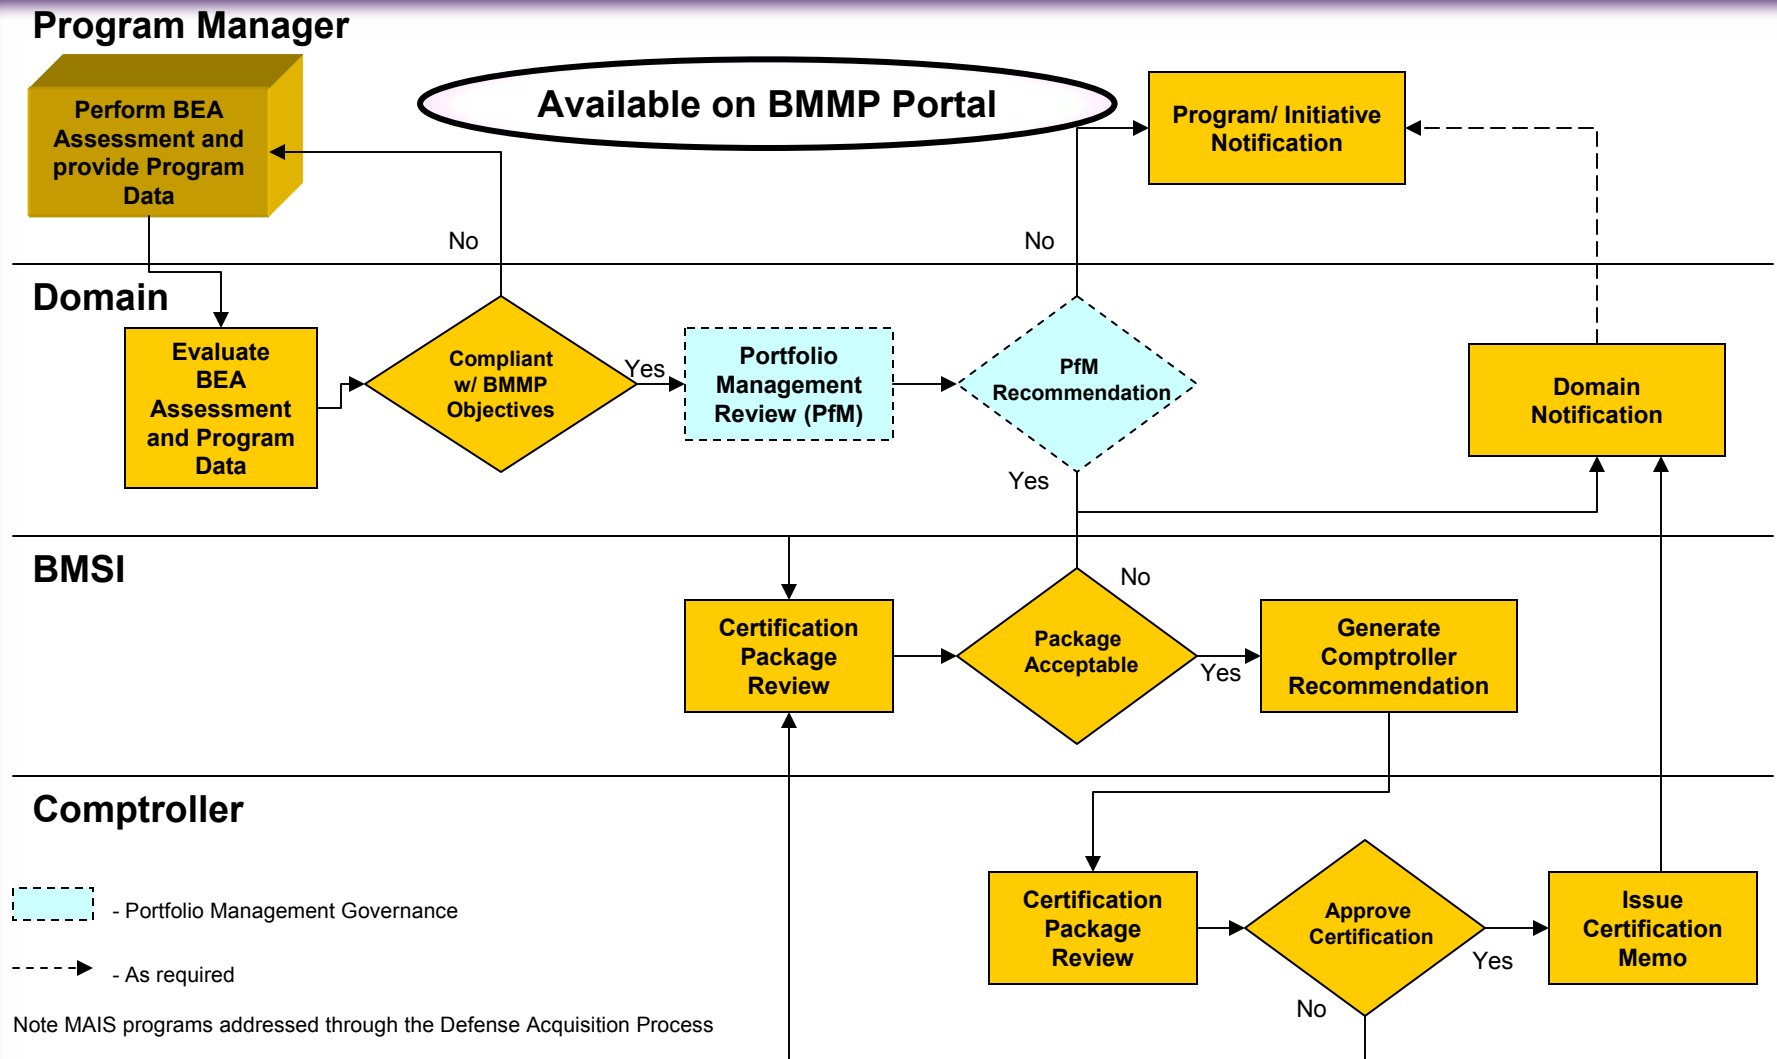 Program Manager
Perform BEA
Assessment and
provide Program
Data
Available on BMMP Portal
Program/ Initiative
Notification
No
No
Domain
Evaluate
BEA
Assessment
and Program
Data
Compliant
w/ BMMP
Objectives
Yes
Portfolio
Management
Review (PfM)
PfM
Recommendation
Yes
Domain
Notification
BMSI
Certification
Package
Review
Package
Acceptable
No
Yes
Generate
Comptroller
Recommendation
Comptroller
Certification
Package
Review
Approve
Certification
Yes
No
Issue
Certification
Memo
- Portfolio Management Governance
- As required
Note MAIS programs addressed through the Defense Acquisition Process